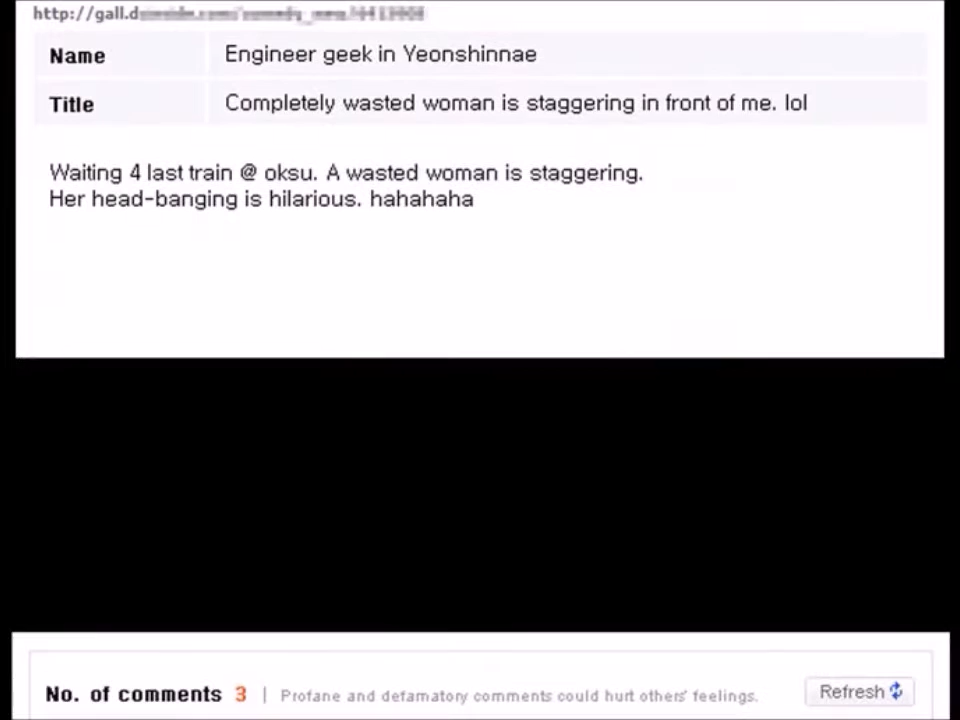 http://gall.d
Name Engineer geek in Yeonshinnae
Title Completely wasted woman is staggering in front of me. lol
Waiting 4 last train @ oksu. A wasted woman is staggering.
Her head-banging is hilarious. hahahaha
No. of comments 3 | Profane and defamatory comments could hurt others' feelings. Refresh